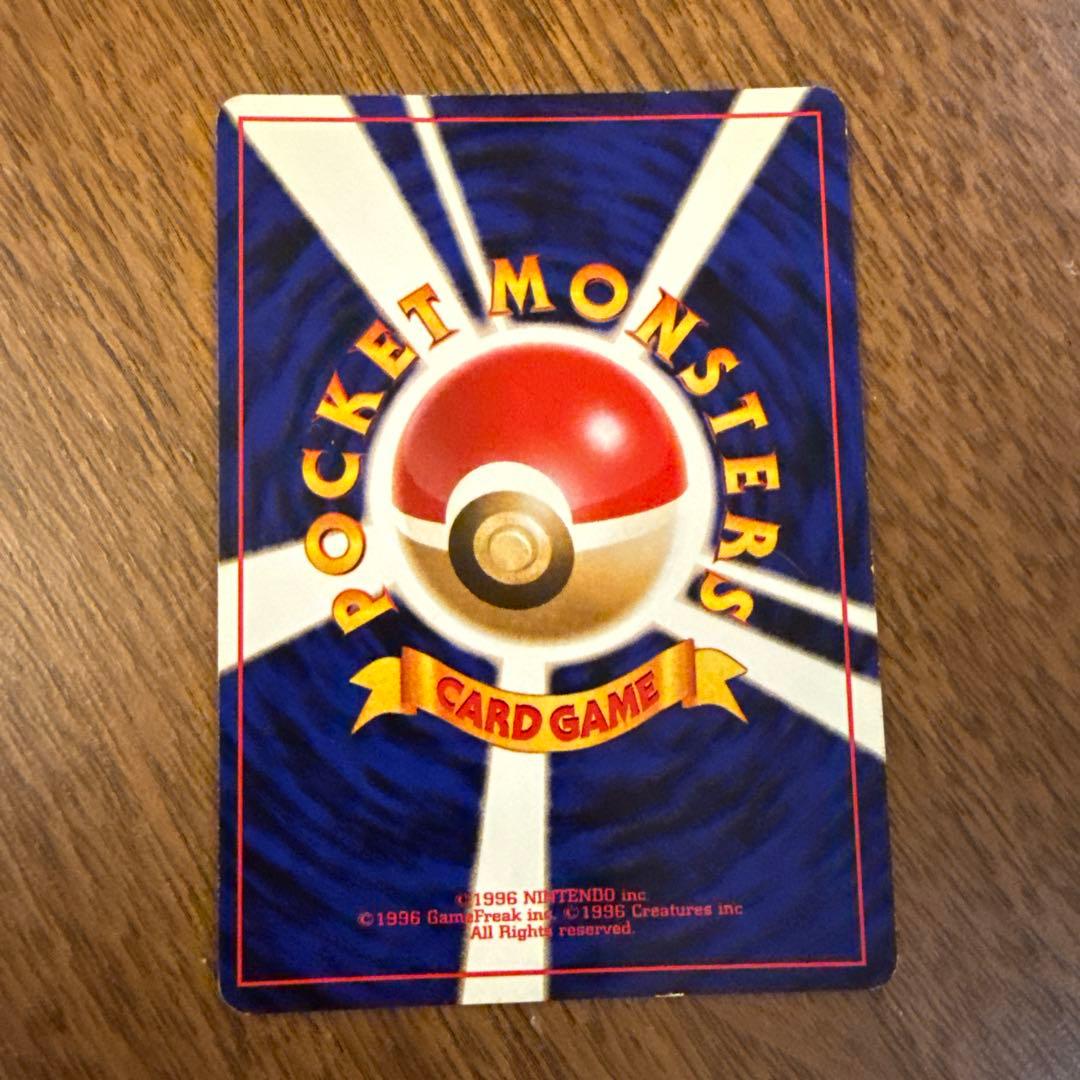 POCKET MONSTERS
CARD GAME
©1996 NINTENDO inc
©1996 GameFreak inc. ©1996 Creatures inc
All Rights reserved.